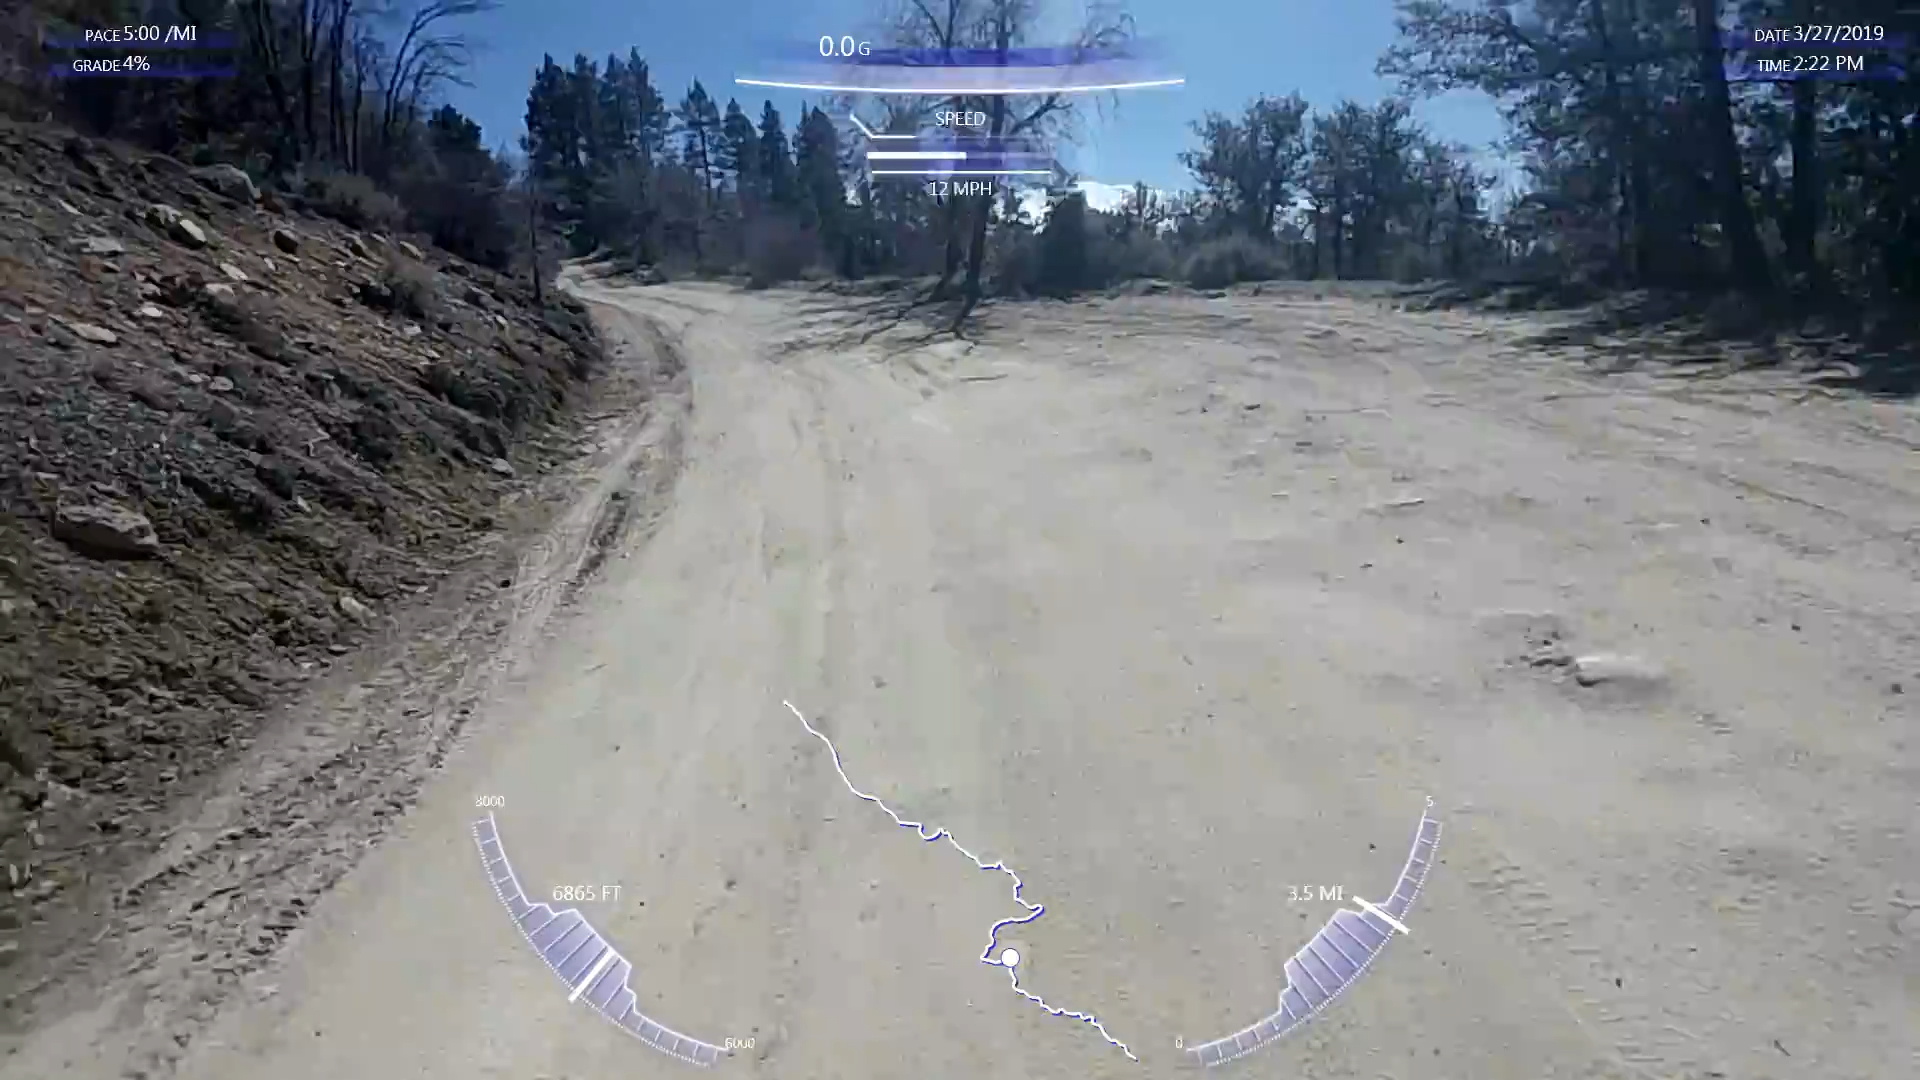 PACE 5:00 /MI
GRADE 4%
0.0 G
SPEED
12 MPH
DATE 3/27/2019
TIME 2:22 PM
8000
6865 FT
6000
5
3.5 MI
0